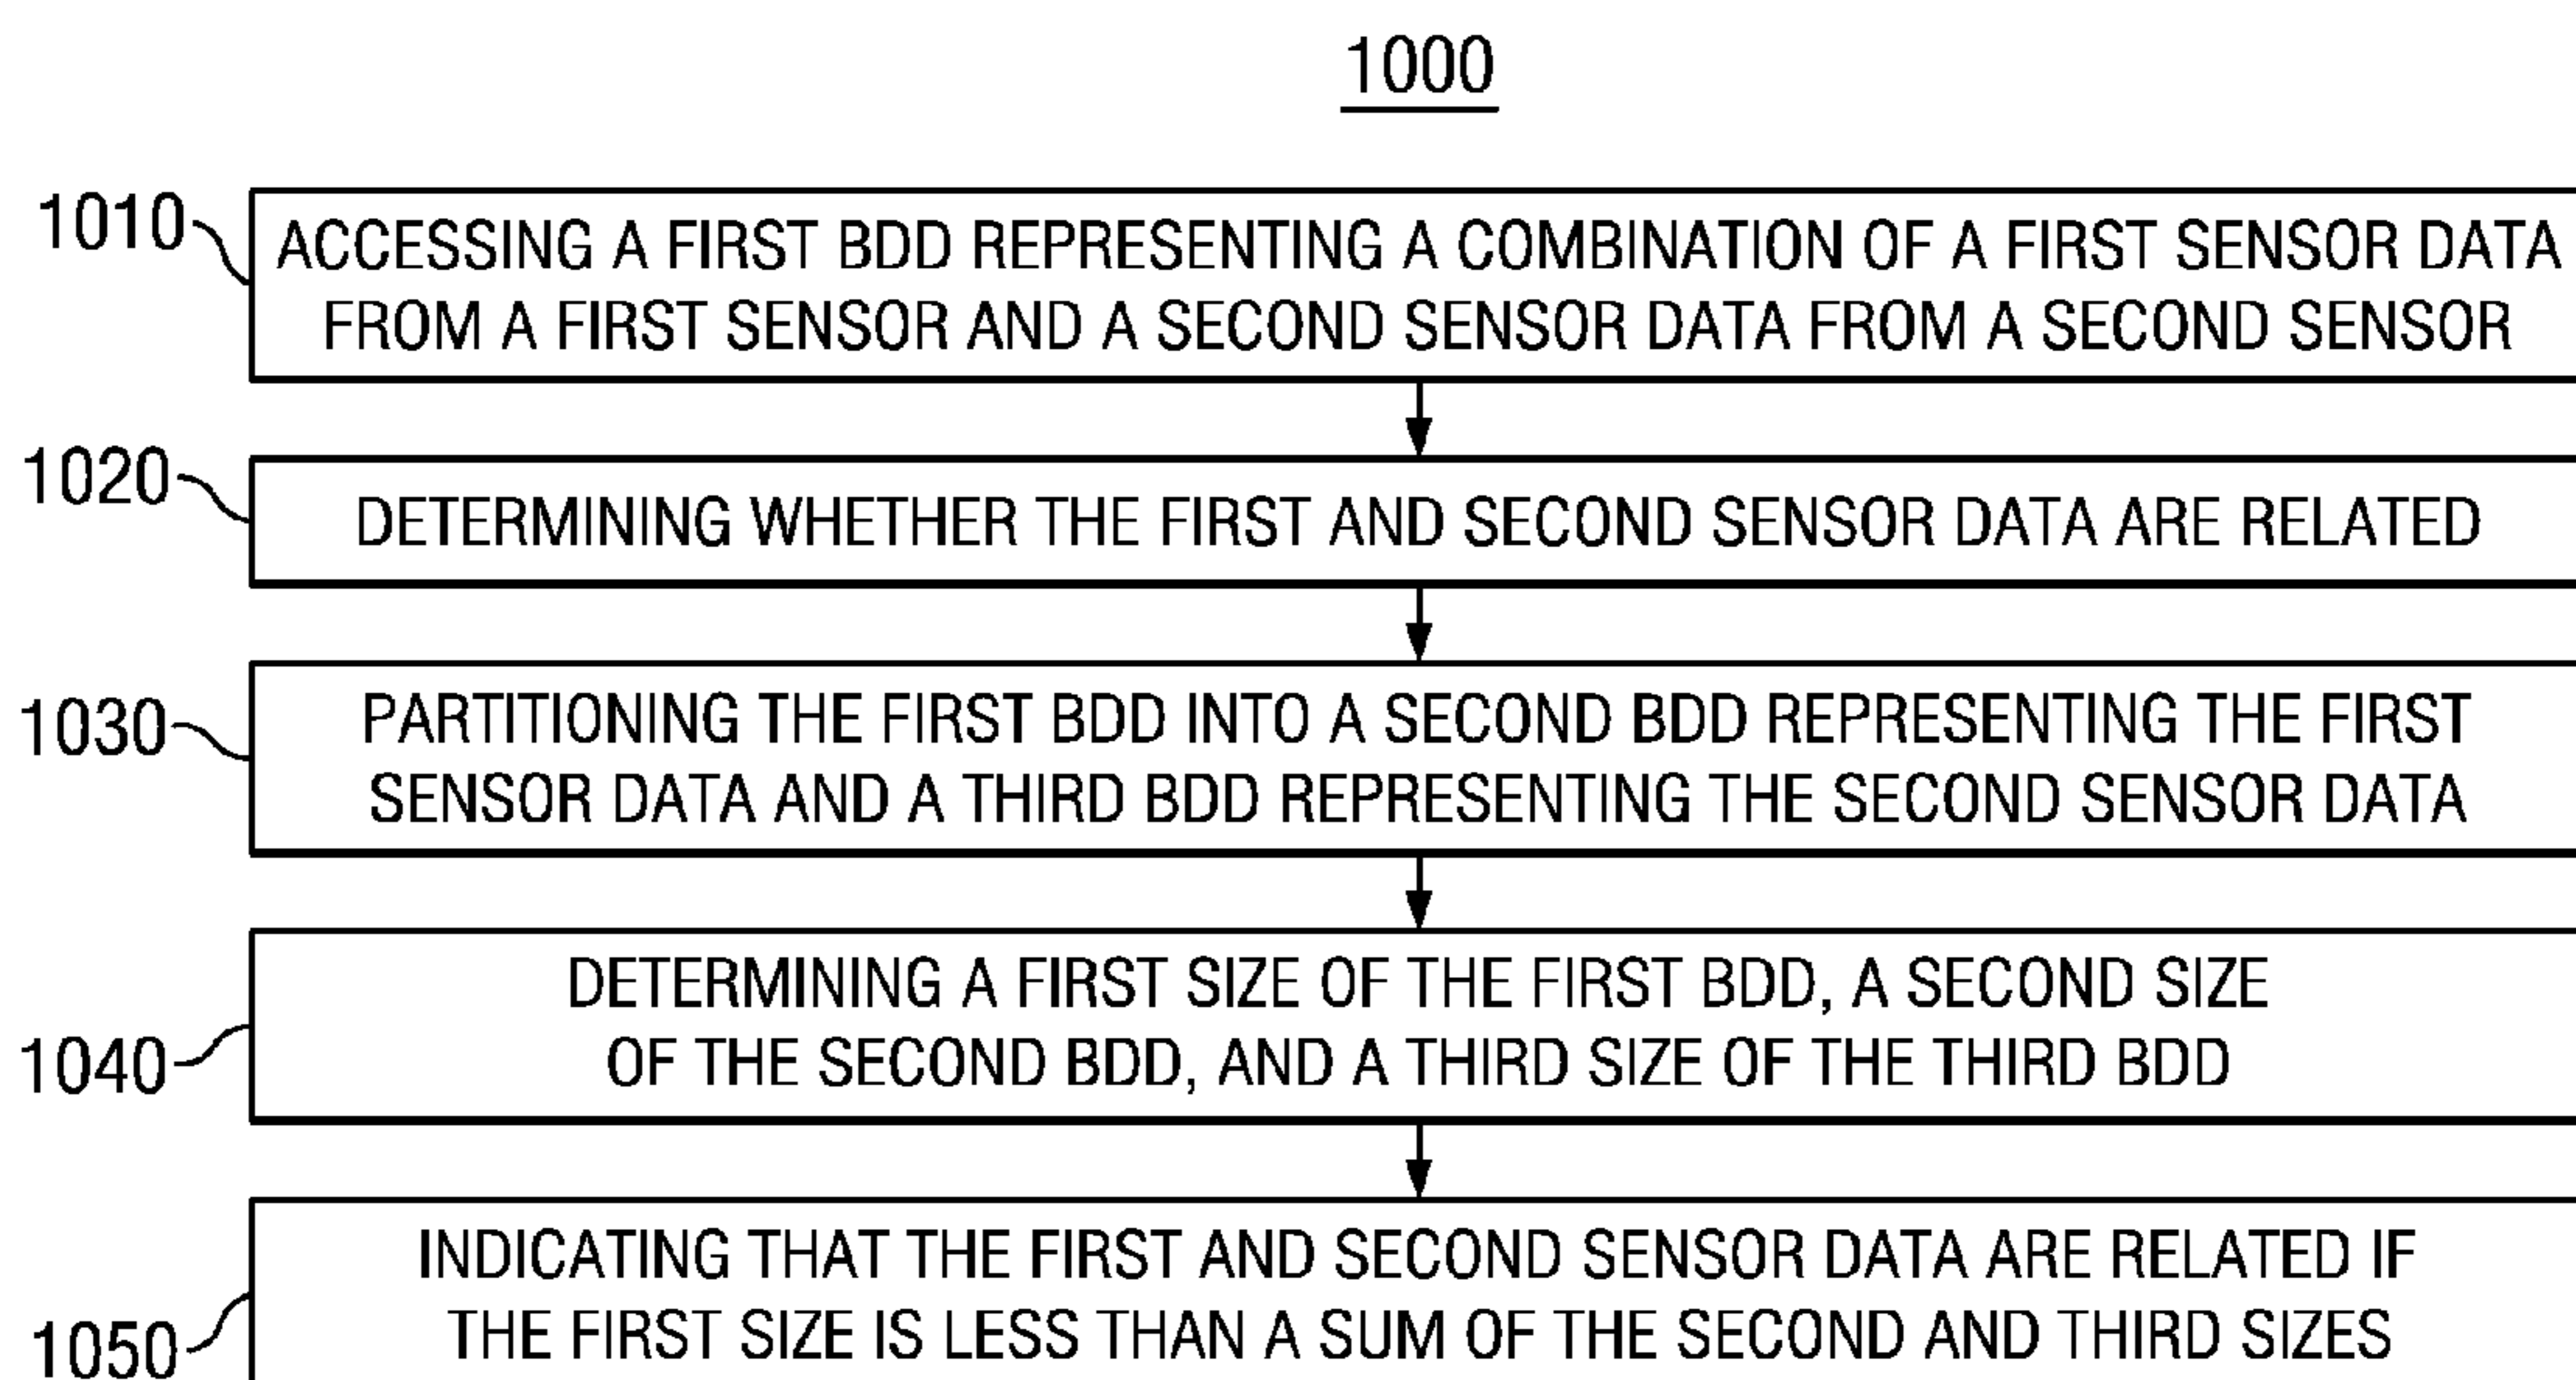 1000
1010
ACCESSING A FIRST BDD REPRESENTING A COMBINATION OF A FIRST SENSOR DATA
FROM A FIRST SENSOR AND A SECOND SENSOR DATA FROM A SECOND SENSOR
1020
DETERMINING WHETHER THE FIRST AND SECOND SENSOR DATA ARE RELATED
1030
PARTITIONING THE FIRST BDD INTO A SECOND BDD REPRESENTING THE FIRST
SENSOR DATA AND A THIRD BDD REPRESENTING THE SECOND SENSOR DATA
1040
DETERMINING A FIRST SIZE OF THE FIRST BDD, A SECOND SIZE
OF THE SECOND BDD, AND A THIRD SIZE OF THE THIRD BDD
1050
INDICATING THAT THE FIRST AND SECOND SENSOR DATA ARE RELATED IF
THE FIRST SIZE IS LESS THAN A SUM OF THE SECOND AND THIRD SIZES